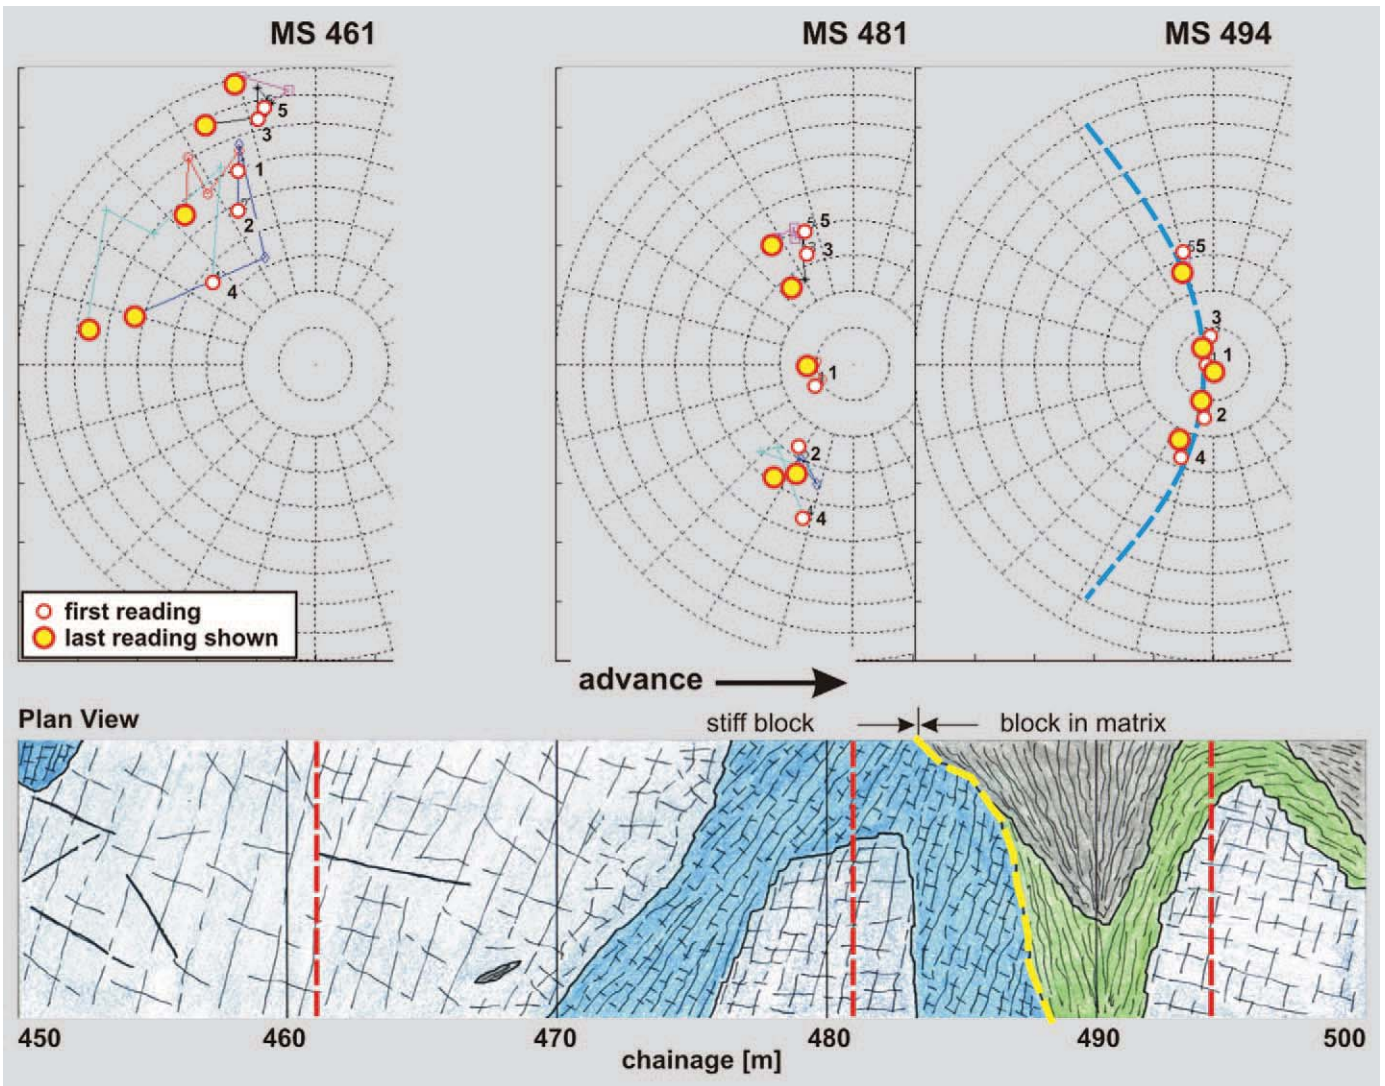 MS 461
MS 481
MS 494
5
3
1
2
4
5
3
1
2
4
5
3
1
2
4
first reading
last reading shown
advance
Plan View
stiff block
block in matrix
450
460
470
480
490
500
chainage [m]